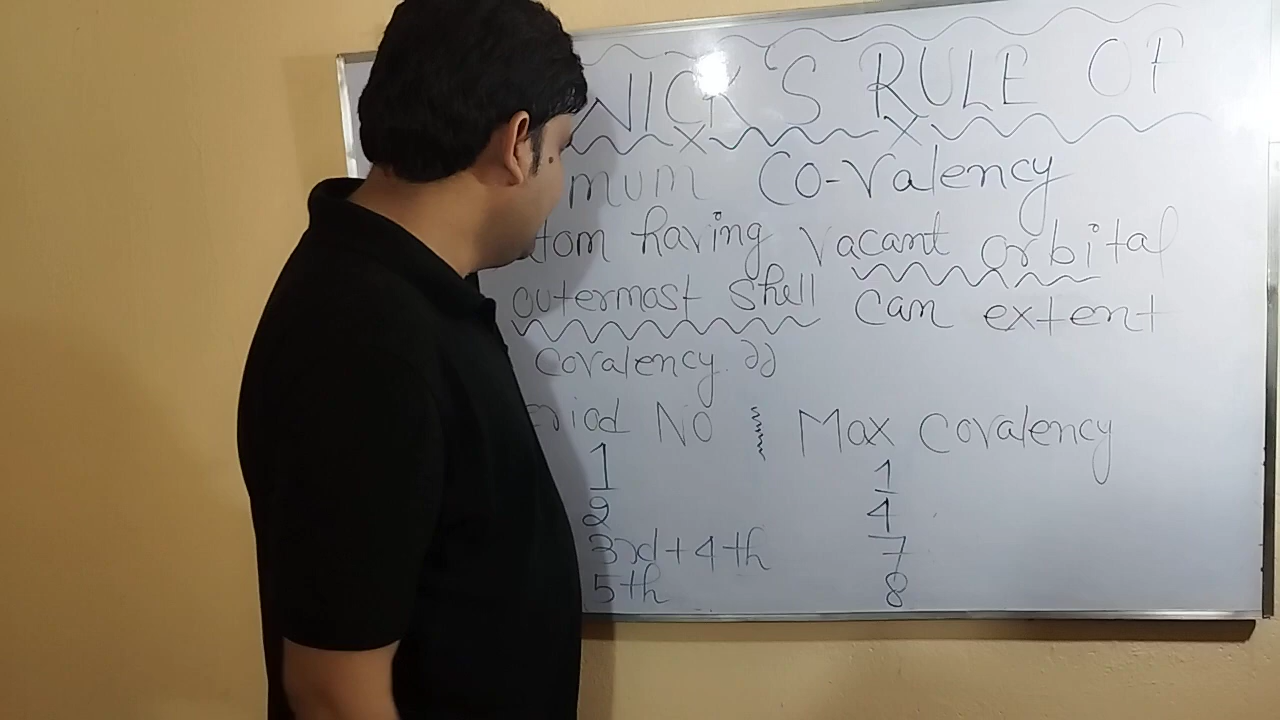 NICK'S RULE OF
mum Co-Valency
tom having vacant orbital
outermost shell can extent
covalency.”
riod No Max Covalency
1 1
2 4
3rd+4th 7
5th 8